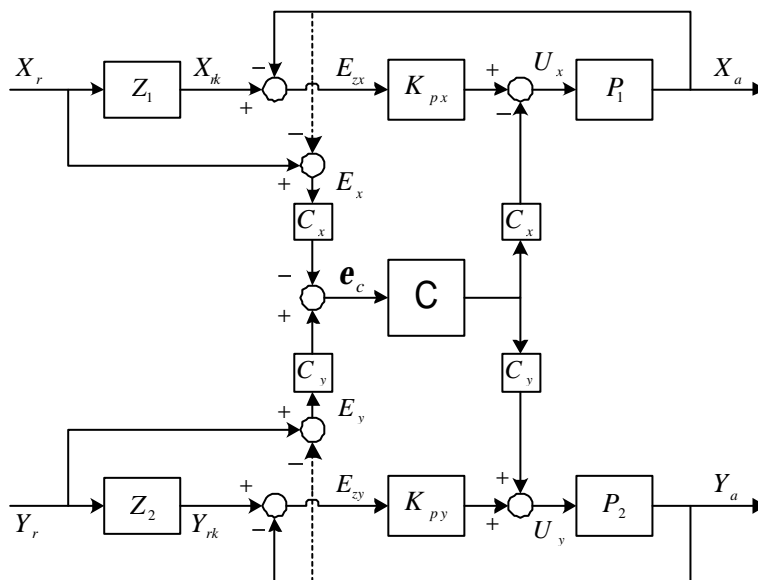 X_r Z_1 X_rk − + E_zx K_px + − U_x P_1 X_a
− + E_x
C_x C_x
− + e_c C
C_y C_y
+ − E_y
Y_r Z_2 Y_rk + − E_zy K_py + + U_y P_2 Y_a